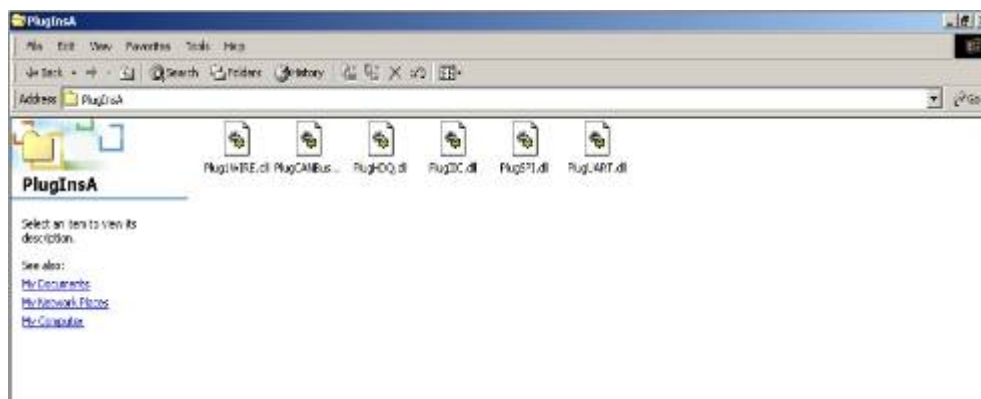 PlugInsA
File Edit View Favorites Tools Help
Back Search Folders History
Address PlugInsA Go
Plug1WIRE.dll PlugCANBus... PlugHDQ.dll PlugIIC.dll PlugSPI.dll PlugUART.dll
PlugInsA
Select an item to view its
description.
See also:
My Documents
My Network Places
My Computer